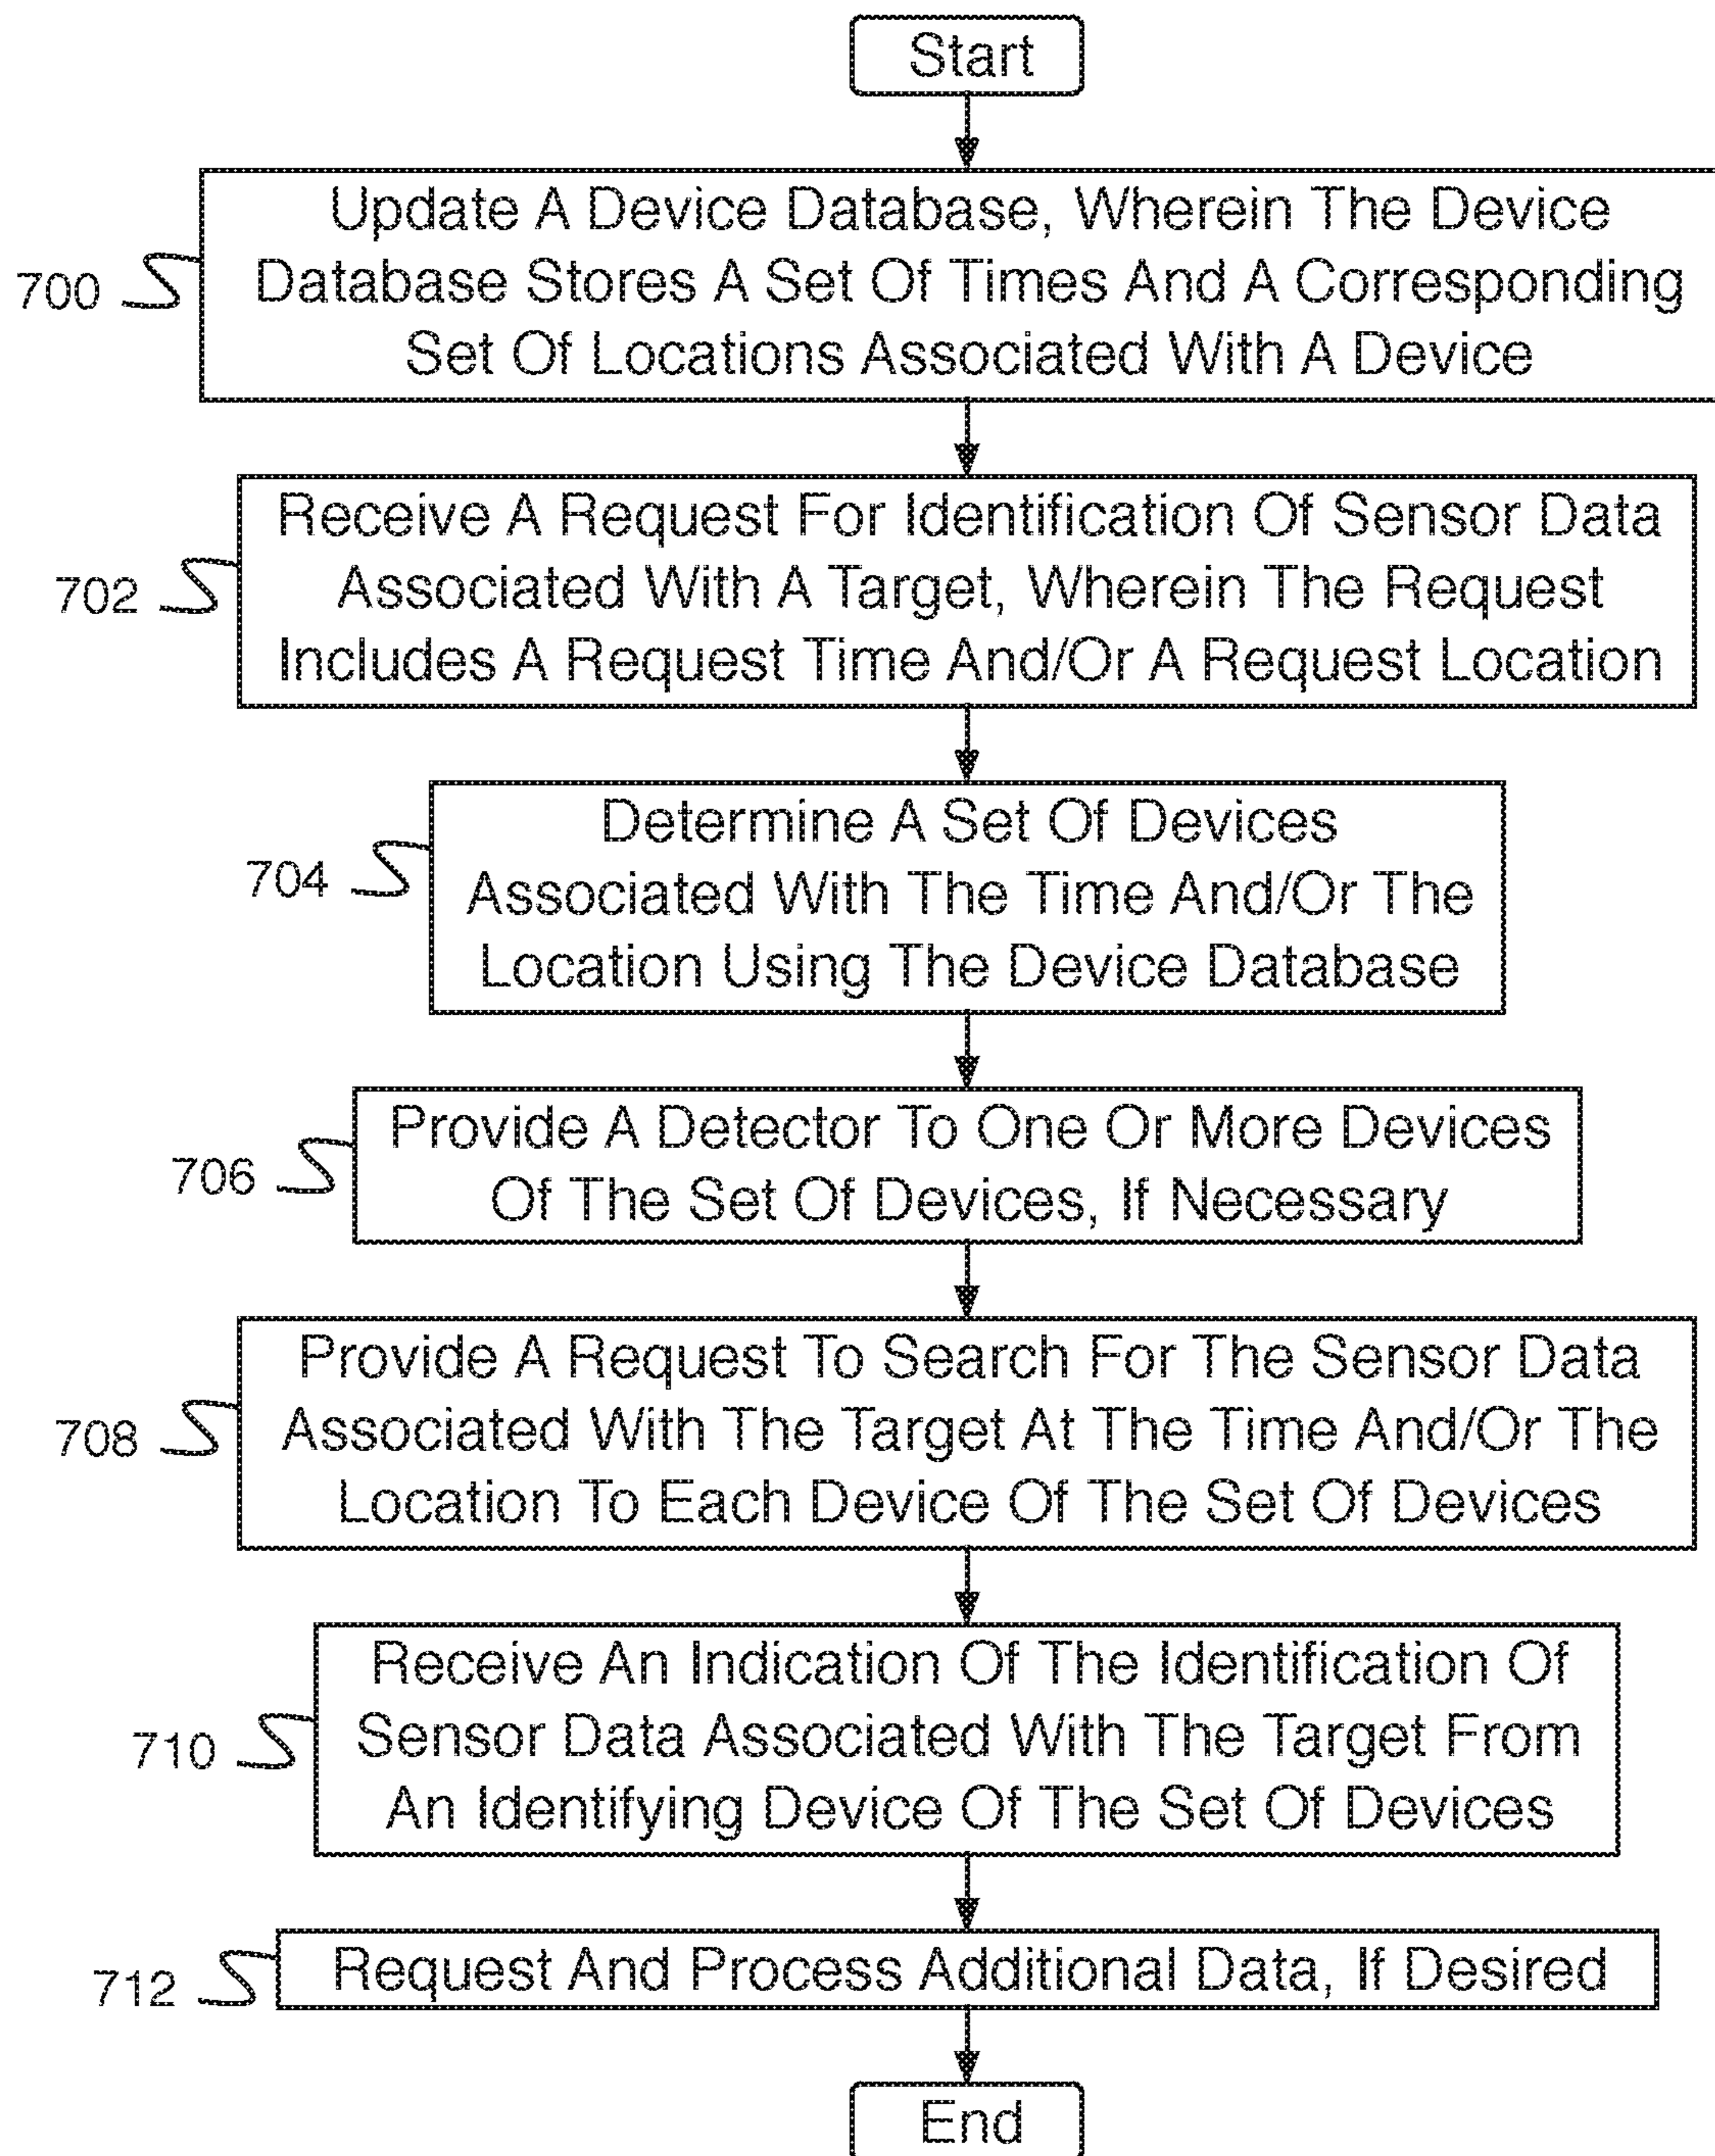 Start
Update A Device Database, Wherein The Device
700
Database Stores A Set Of Times And A Corresponding
Set Of Locations Associated With A Device
Receive A Request For Identification Of Sensor Data
702
Associated With A Target, Wherein The Request
Includes A Request Time And/Or A Request Location
Determine A Set Of Devices
704
Associated With The Time And/Or The
Location Using The Device Database
Provide A Detector To One Or More Devices
706
Of The Set Of Devices, If Necessary
Provide A Request To Search For The Sensor Data
708
Associated With The Target At The Time And/Or The
Location To Each Device Of The Set Of Devices
Receive An Indication Of The Identification Of
710
Sensor Data Associated With The Target From
An Identifying Device Of The Set Of Devices
712
Request And Process Additional Data, If Desired
End